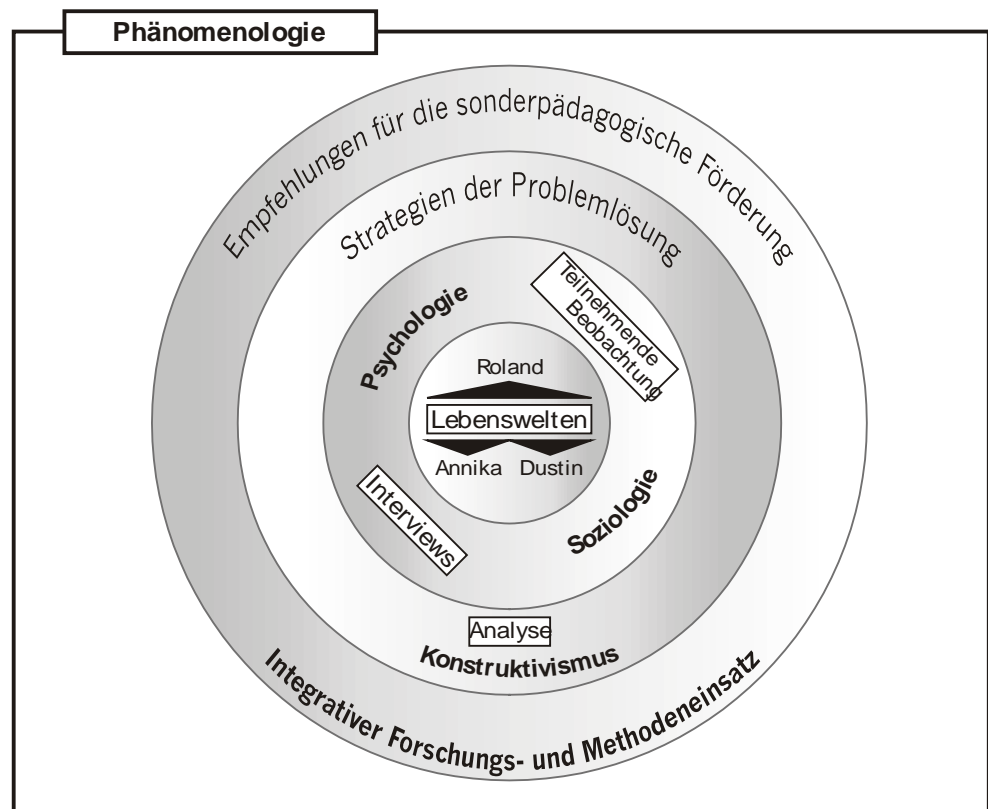 Phänomenologie
Empfehlungen für die sonderpädagogische Förderung
Strategien der Problemlösung
Psychologie
Teilnehmende
Beobachtung
Roland
Lebenswelten
Annika Dustin
Interviews
Soziologie
Analyse
Konstruktivismus
Integrativer Forschungs- und Methodeneinsatz